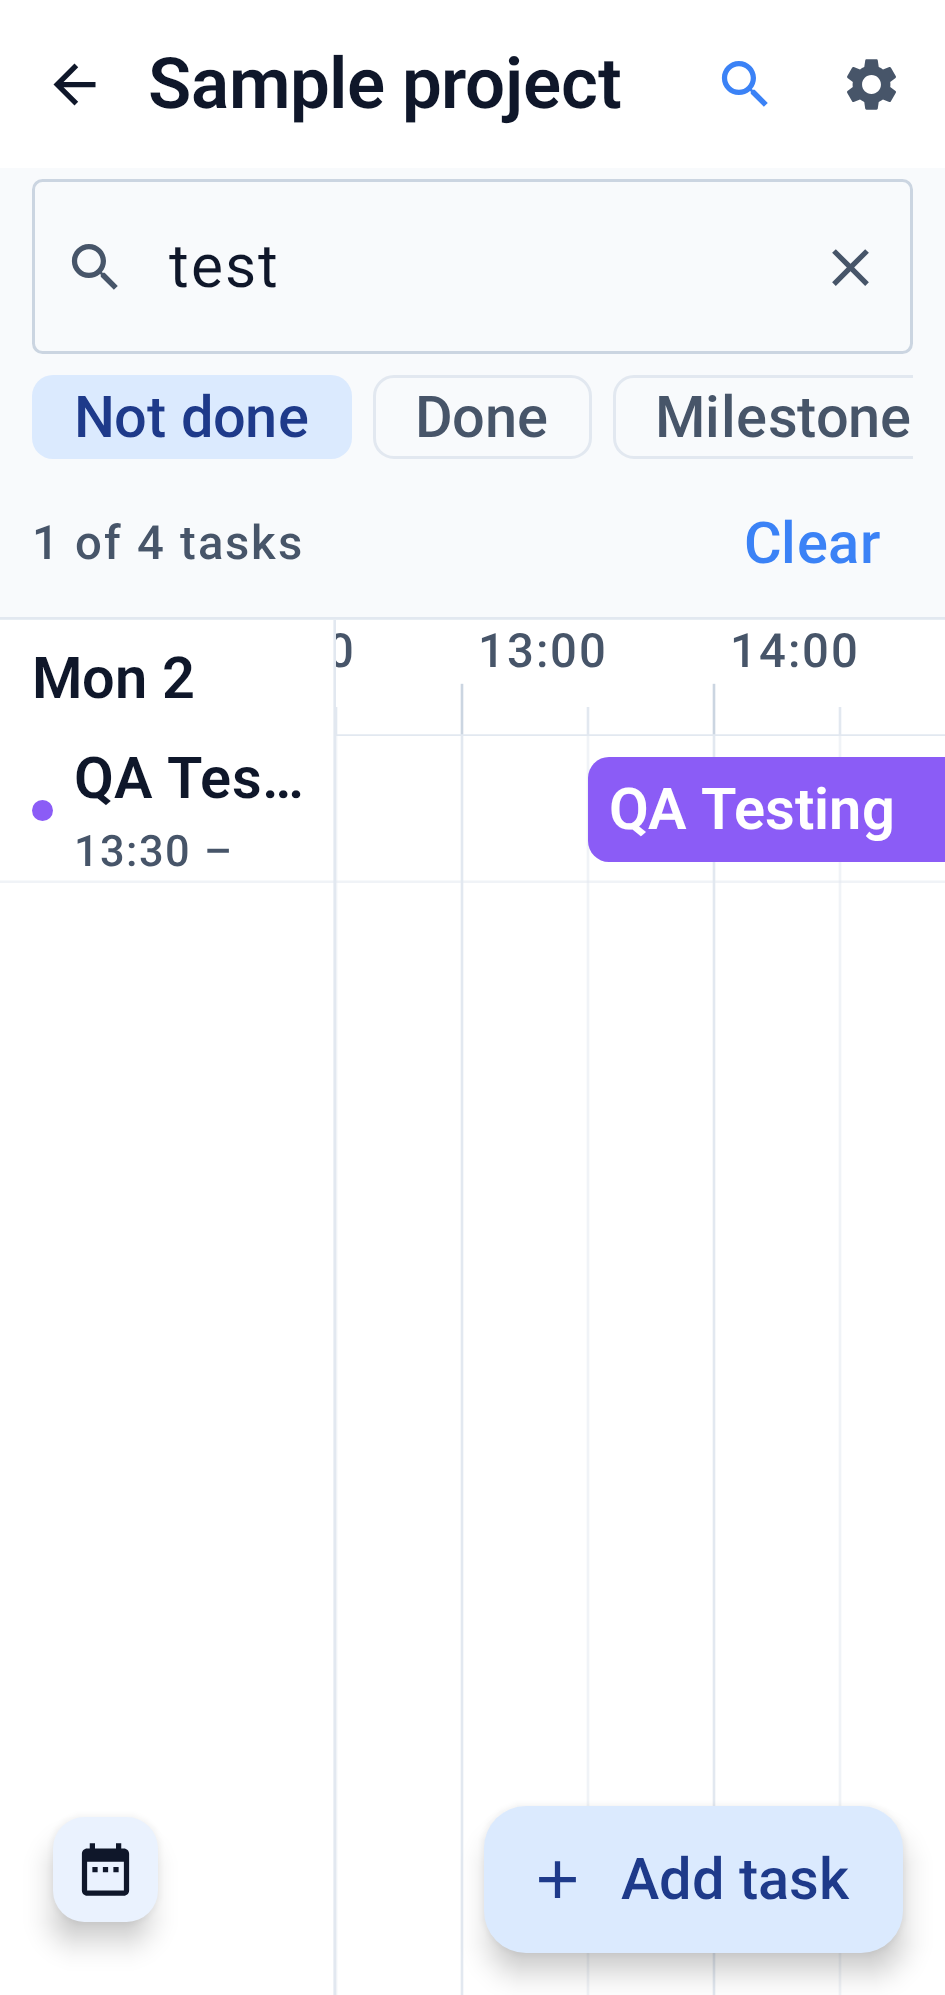 Sample project
test
Not done
Done
Milestone
1 of 4 tasks
Clear
Mon 2
0
13:00
14:00
QA Tes...
13:30 –
QA Testing
Add task